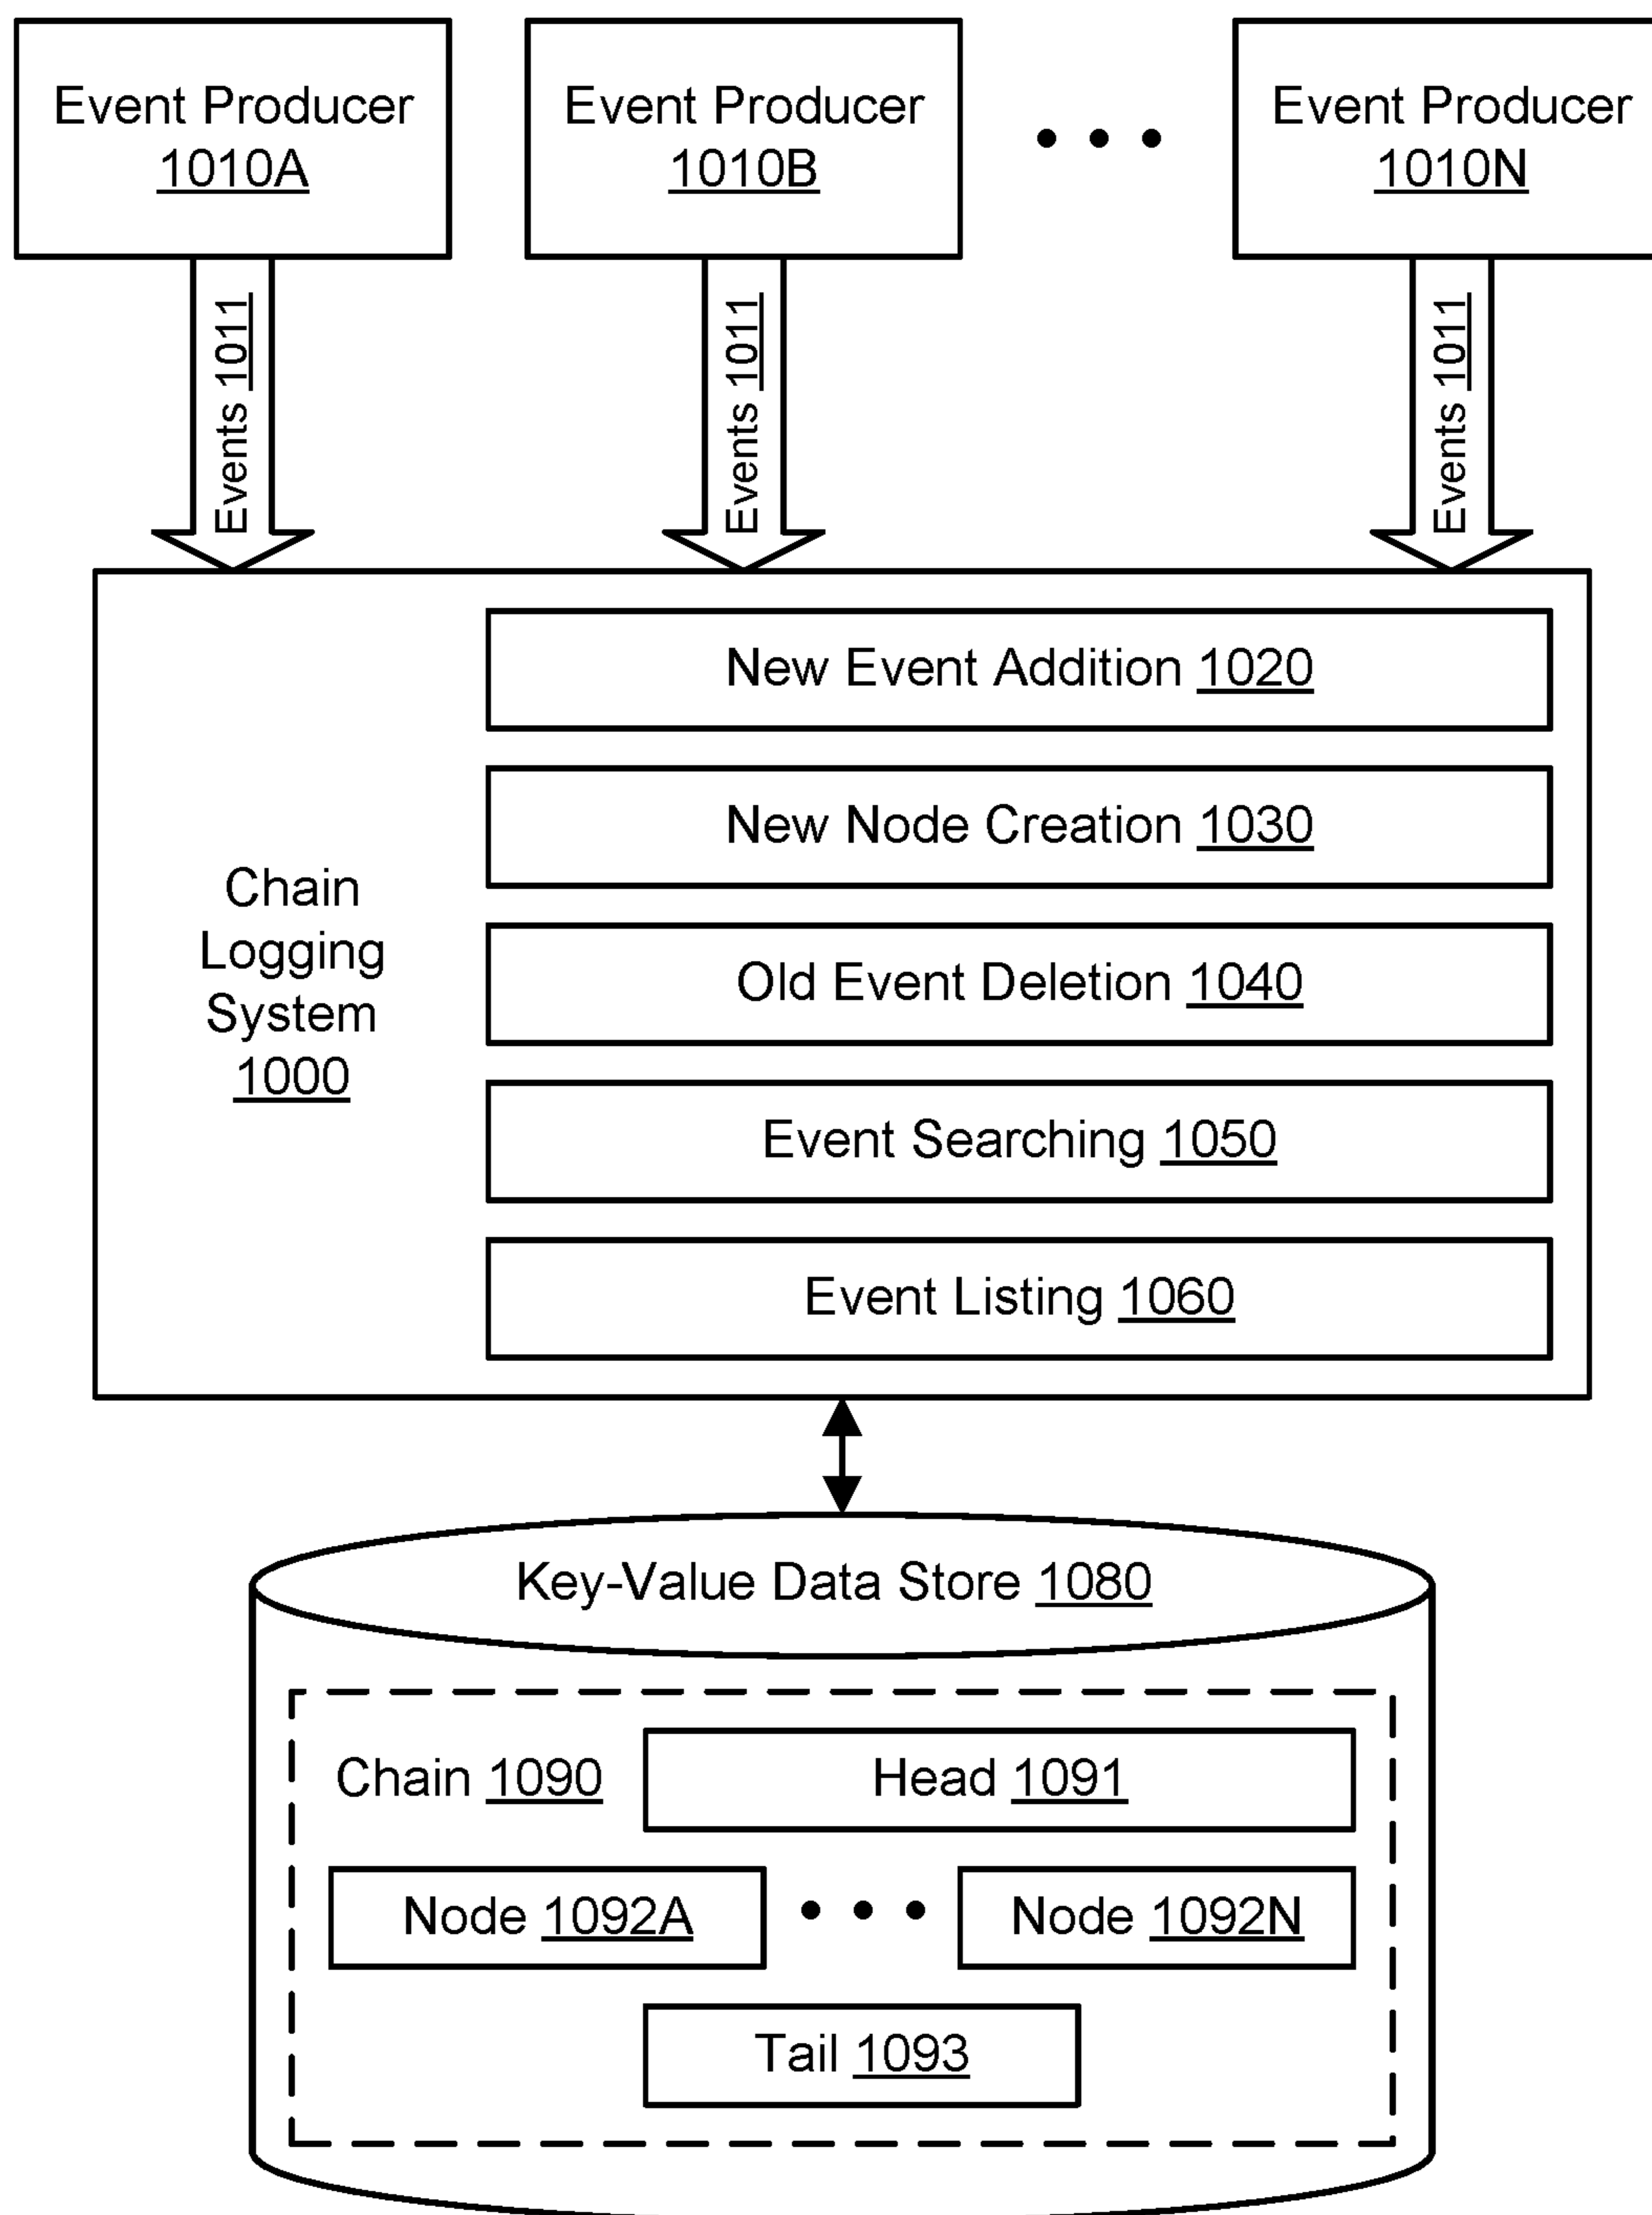 Event Producer
1010A
Event Producer
1010B
Event Producer
1010N
Events 1011
Events 1011
Events 1011
Chain
Logging
System
1000
New Event Addition 1020
New Node Creation 1030
Old Event Deletion 1040
Event Searching 1050
Event Listing 1060
Key-Value Data Store 1080
Chain 1090
Head 1091
Node 1092A
Node 1092N
Tail 1093